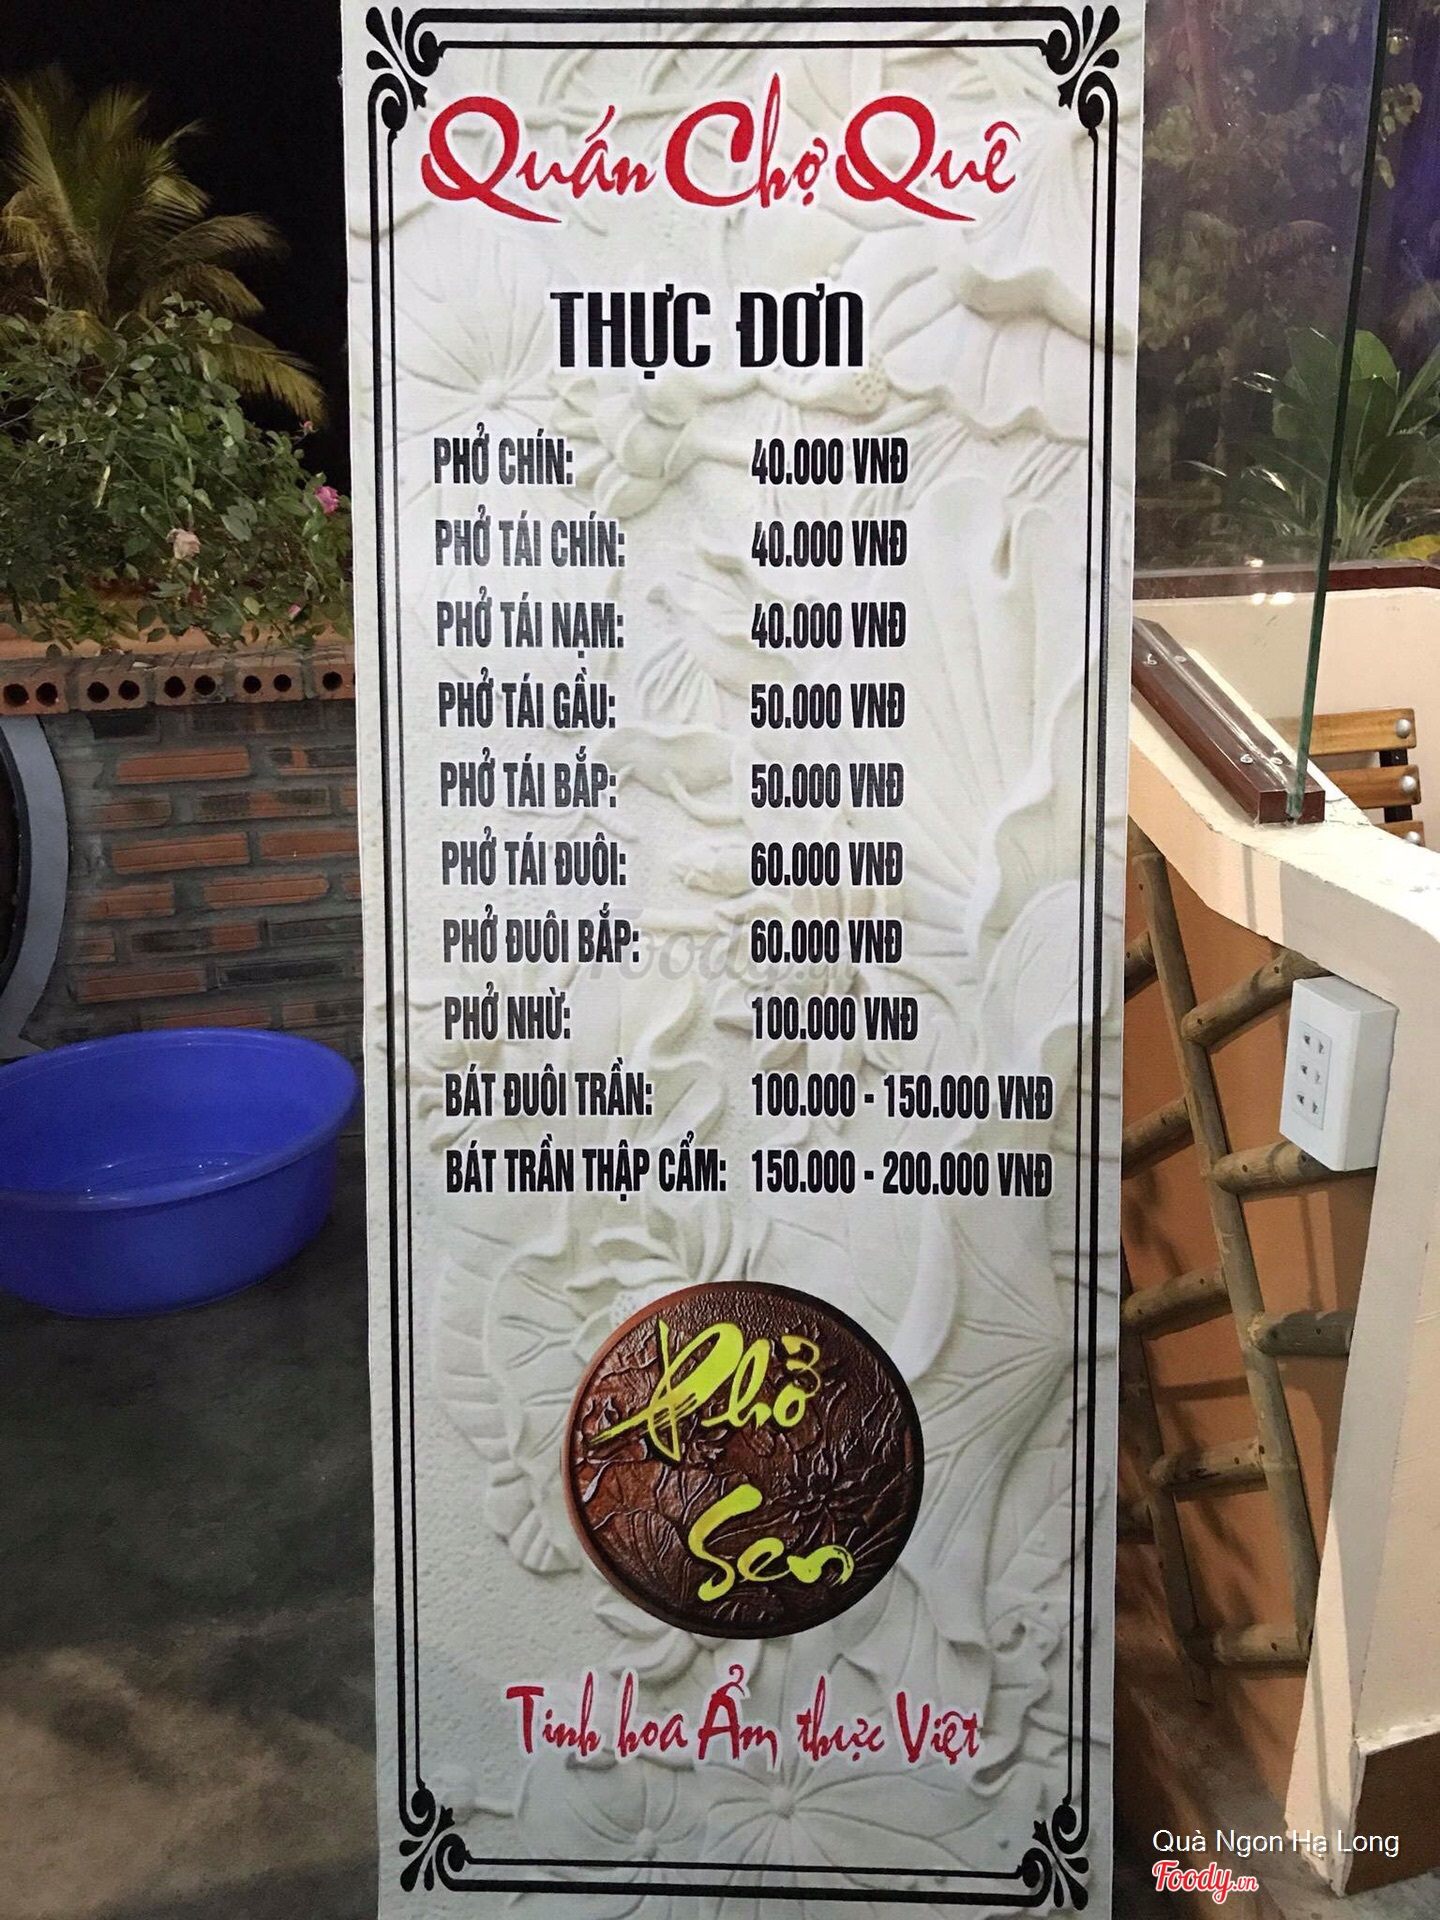 Quán Chợ Quê
THỰC ĐƠN
PHỞ CHÍN: 40.000 VNĐ
PHỞ TÁI CHÍN: 40.000 VNĐ
PHỞ TÁI NẠM: 40.000 VNĐ
PHỞ TÁI GẦU: 50.000 VNĐ
PHỞ TÁI BẮP: 50.000 VNĐ
PHỞ TÁI ĐUÔI: 60.000 VNĐ
PHỞ ĐUÔI BẮP: 60.000 VNĐ
Foody.vn
PHỞ NHỪ: 100.000 VNĐ
BÁT ĐUÔI TRẦN: 100.000 - 150.000 VNĐ
BÁT TRẦN THẬP CẨM: 150.000 - 200.000 VNĐ
Phở
Sen
Tinh hoa Ẩm thực Việt
Quà Ngon Hạ Long
Foody.vn